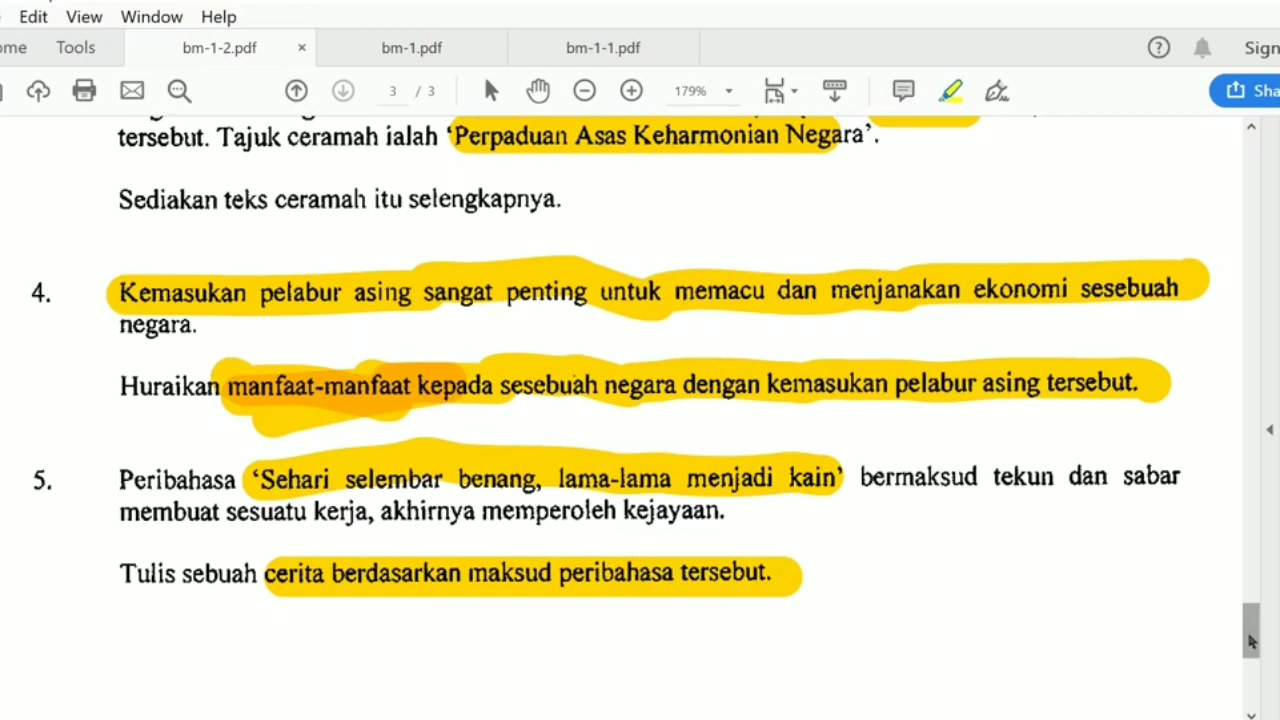 Edit View Window Help
ome Tools bm-1-2.pdf × bm-1.pdf bm-1-1.pdf ? Sign
3 / 3 179% Sha
tersebut. Tajuk ceramah ialah ‘Perpaduan Asas Keharmonian Negara’.
Sediakan teks ceramah itu selengkapnya.
4. Kemasukan pelabur asing sangat penting untuk memacu dan menjanakan ekonomi sesebuah
negara.
Huraikan manfaat-manfaat kepada sesebuah negara dengan kemasukan pelabur asing tersebut.
5. Peribahasa ‘Sehari selembar benang, lama-lama menjadi kain’ bermaksud tekun dan sabar
membuat sesuatu kerja, akhirnya memperoleh kejayaan.
Tulis sebuah cerita berdasarkan maksud peribahasa tersebut.